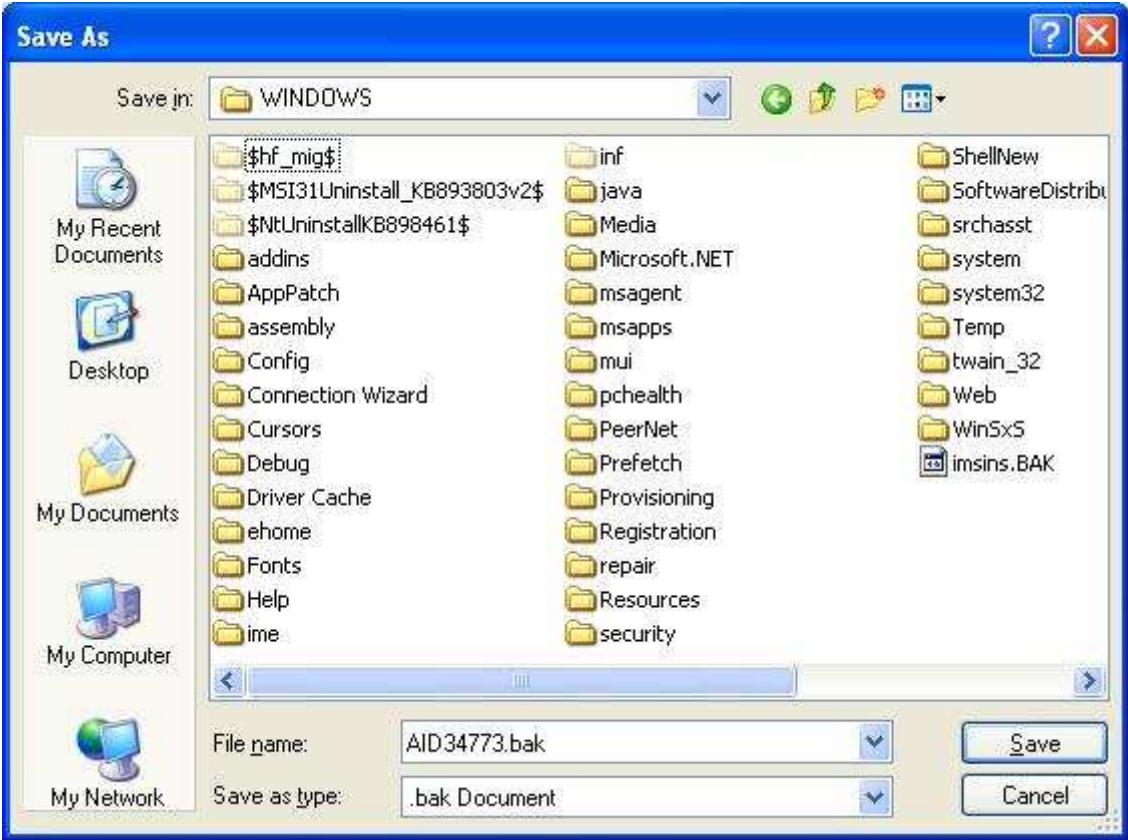 Save As
Save in:
WINDOWS
My Recent
Documents
Desktop
My Documents
My Computer
My Network
$hf_mig$
$MSI31Uninstall_KB893803v2$
$NtUninstallKB898461$
addins
AppPatch
assembly
Config
Connection Wizard
Cursors
Debug
Driver Cache
ehome
Fonts
Help
ime
inf
java
Media
Microsoft.NET
msagent
msapps
mui
pchealth
PeerNet
Prefetch
Provisioning
Registration
repair
Resources
security
ShellNew
SoftwareDistribu
srchasst
system
system32
Temp
twain_32
Web
WinSxS
imsins.BAK
File name:
AID34773.bak
Save
Save as type:
.bak Document
Cancel